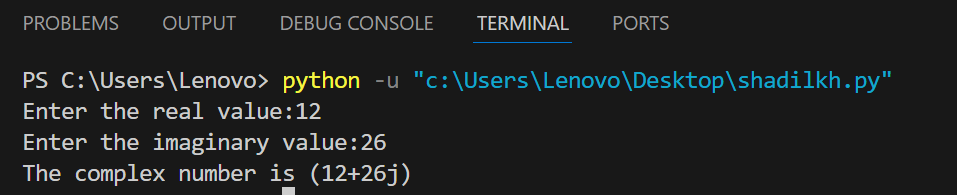 PROBLEMS OUTPUT DEBUG CONSOLE TERMINAL PORTS
PS C:\Users\Lenovo> python -u "c:\Users\Lenovo\Desktop\shadilkh.py"
Enter the real value:12
Enter the imaginary value:26
The complex number is (12+26j)